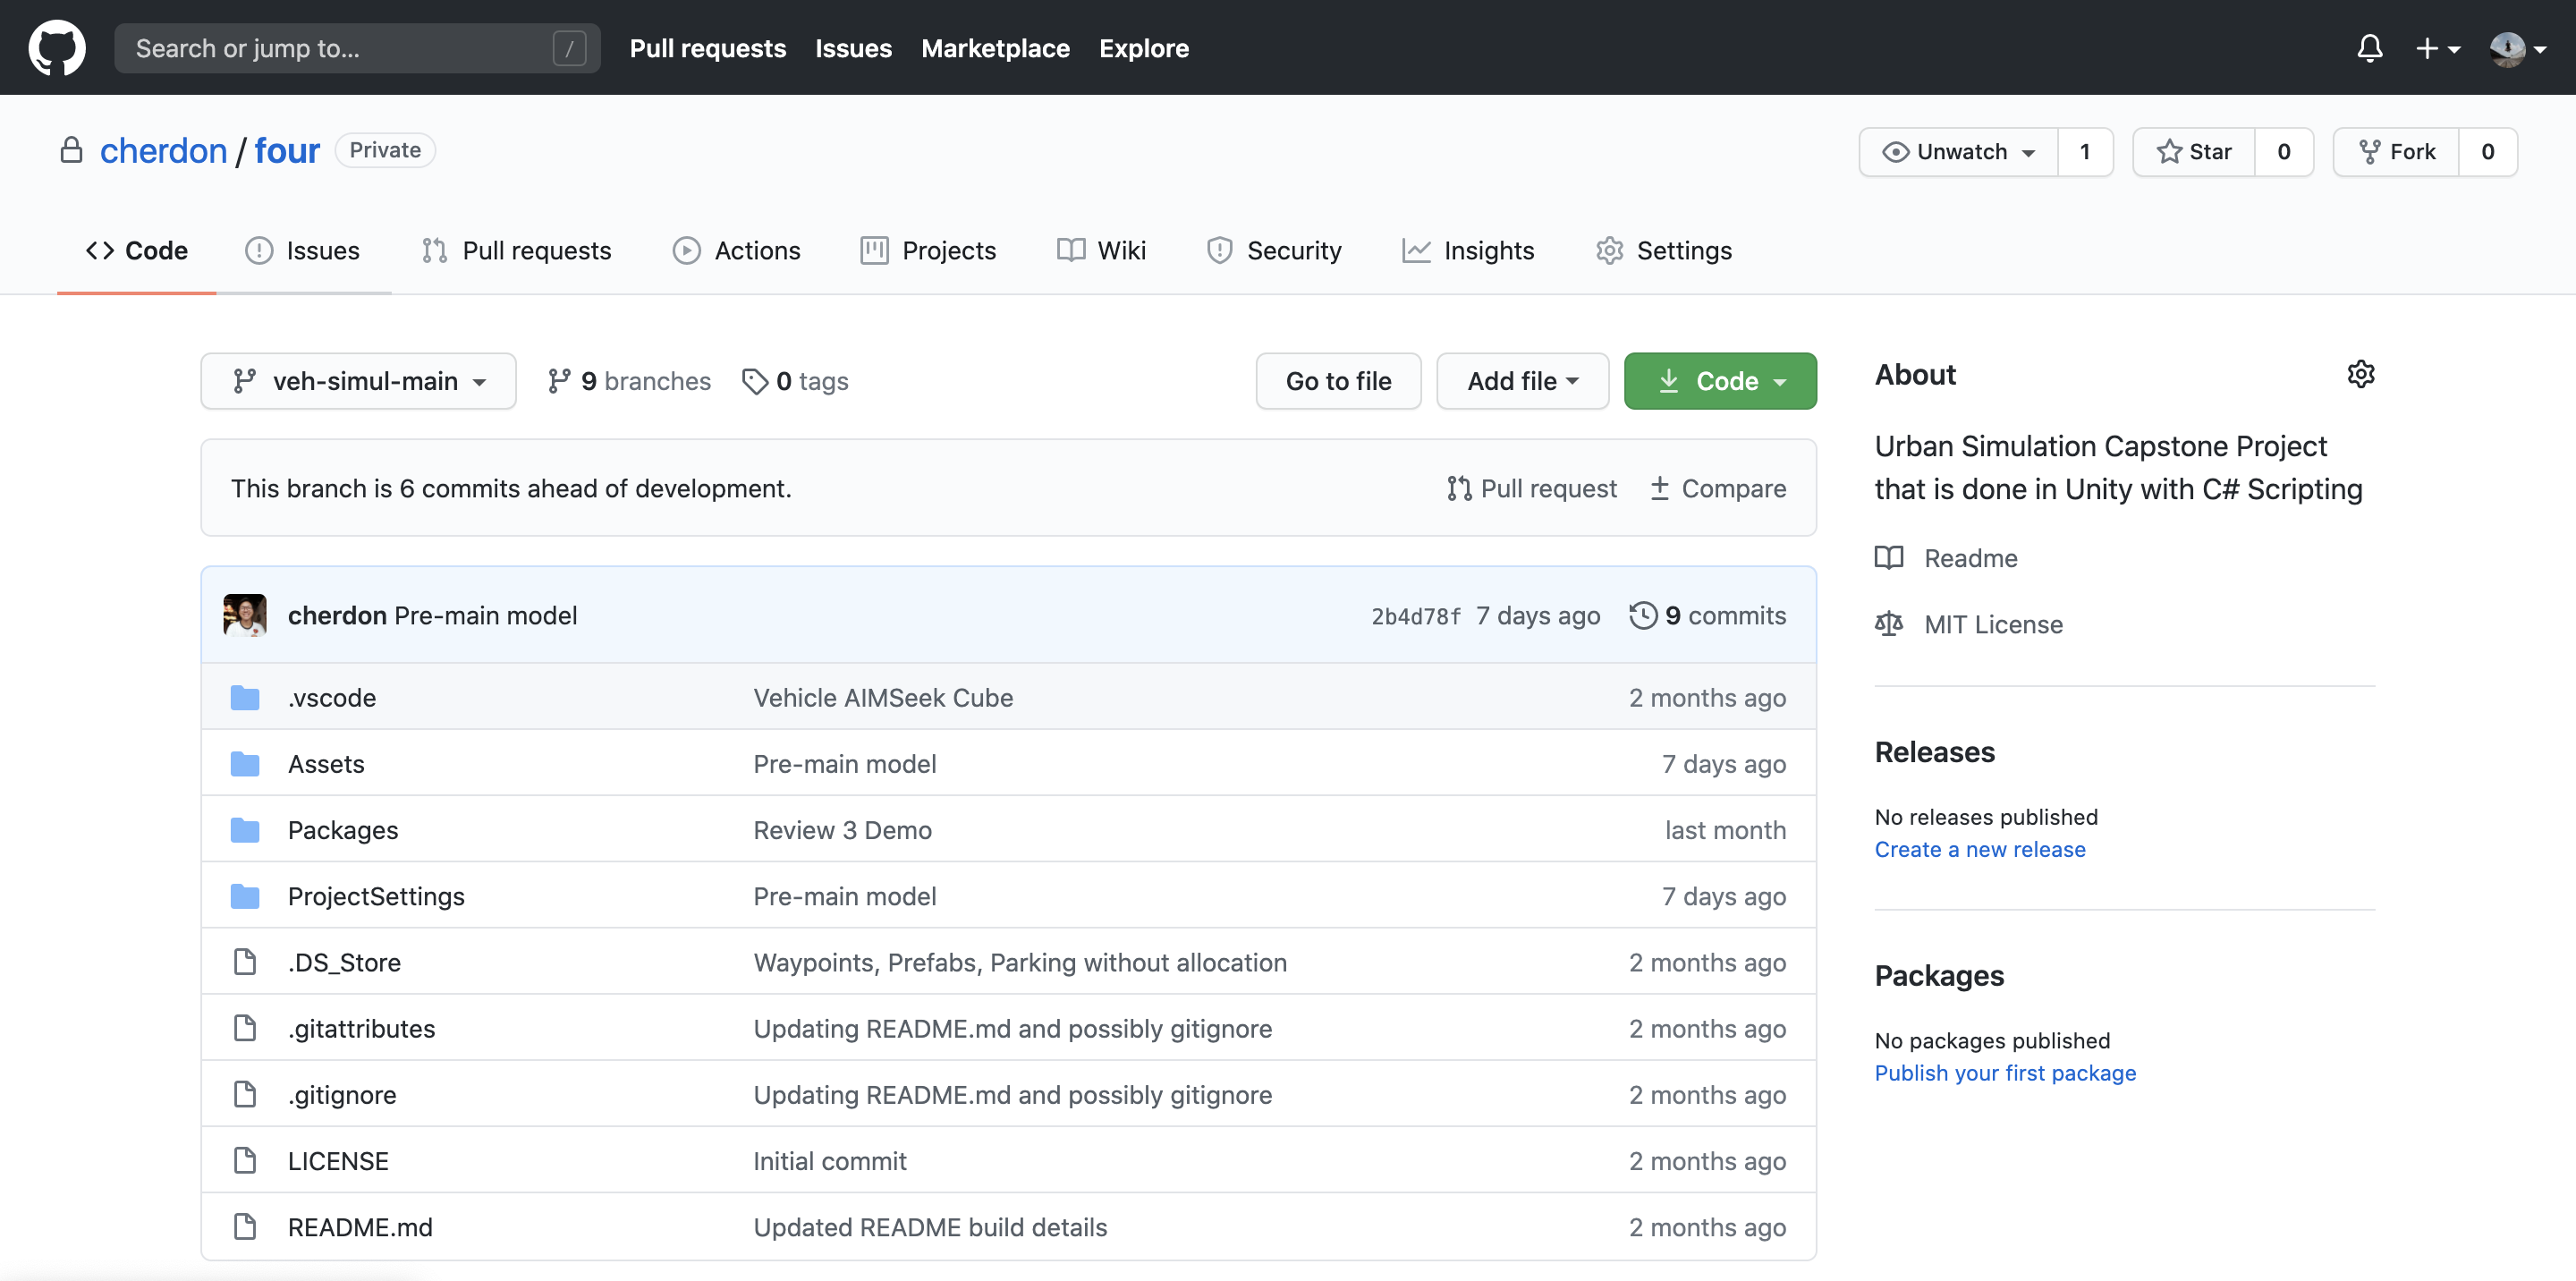 Search or jump to... / Pull requests Issues Marketplace Explore
cherdon / four Private Unwatch 1 Star 0 Fork 0
Code Issues Pull requests Actions Projects Wiki Security Insights Settings
veh-simul-main 9 branches 0 tags Go to file Add file Code
This branch is 6 commits ahead of development. Pull request Compare
cherdon Pre-main model 2b4d78f 7 days ago 9 commits
.vscode Vehicle AIMSeek Cube 2 months ago
Assets Pre-main model 7 days ago
Packages Review 3 Demo last month
ProjectSettings Pre-main model 7 days ago
.DS_Store Waypoints, Prefabs, Parking without allocation 2 months ago
.gitattributes Updating README.md and possibly gitignore 2 months ago
.gitignore Updating README.md and possibly gitignore 2 months ago
LICENSE Initial commit 2 months ago
README.md Updated README build details 2 months ago
About
Urban Simulation Capstone Project
that is done in Unity with C# Scripting
Readme
MIT License
Releases
No releases published
Create a new release
Packages
No packages published
Publish your first package